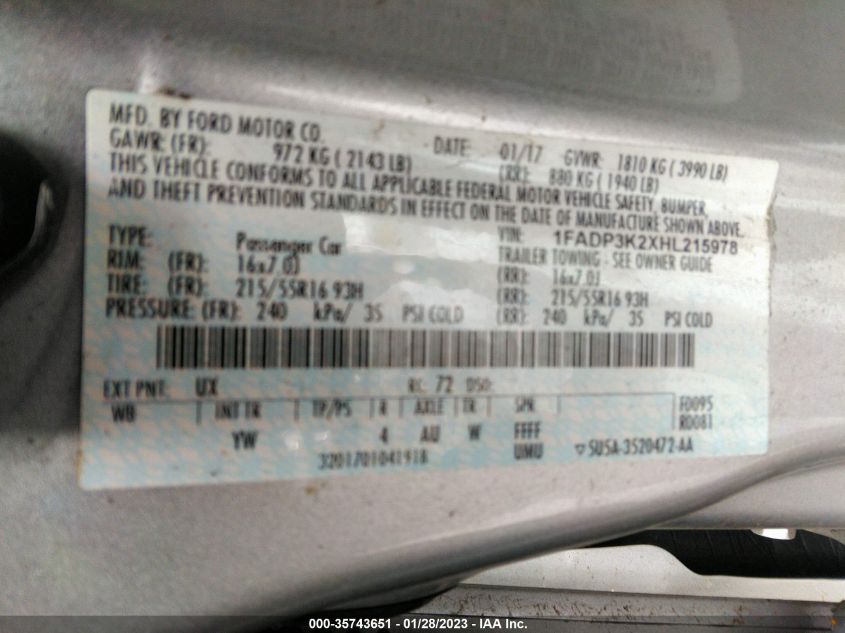 MFD. BY FORD MOTOR CO.
DATE: 01/17 GVWR: 1810 KG ( 3990 LB)
GAWR: (FR): 972 KG ( 2143 LB) (RR): 880 KG ( 1940 LB)
THIS VEHICLE CONFORMS TO ALL APPLICABLE FEDERAL MOTOR VEHICLE SAFETY, BUMPER,
AND THEFT PREVENTION STANDARDS IN EFFECT ON THE DATE OF MANUFACTURE SHOWN ABOVE.
VIN: 1FADP3K2XHL215978
TYPE: Passenger Car TRAILER TOWING - SEE OWNER GUIDE
RIM: (FR): 16x7.0J (RR): 16x7.0J
TIRE: (FR): 215/55R16 93H (RR): 215/55R16 93H
PRESSURE: (FR): 240 kPa/ 35 PSI COLD (RR): 240 kPa/ 35 PSI COLD
EXT PNT: UX RC: 72 DSO:
WB INT TR TP/PS R AXLE TR SPR F0095
R0081
YW 4 AU W FFFF
3201701041918 UMU ▽ SU5A-3520472-AA
000-35743651 - 01/28/2023 - IAA Inc.